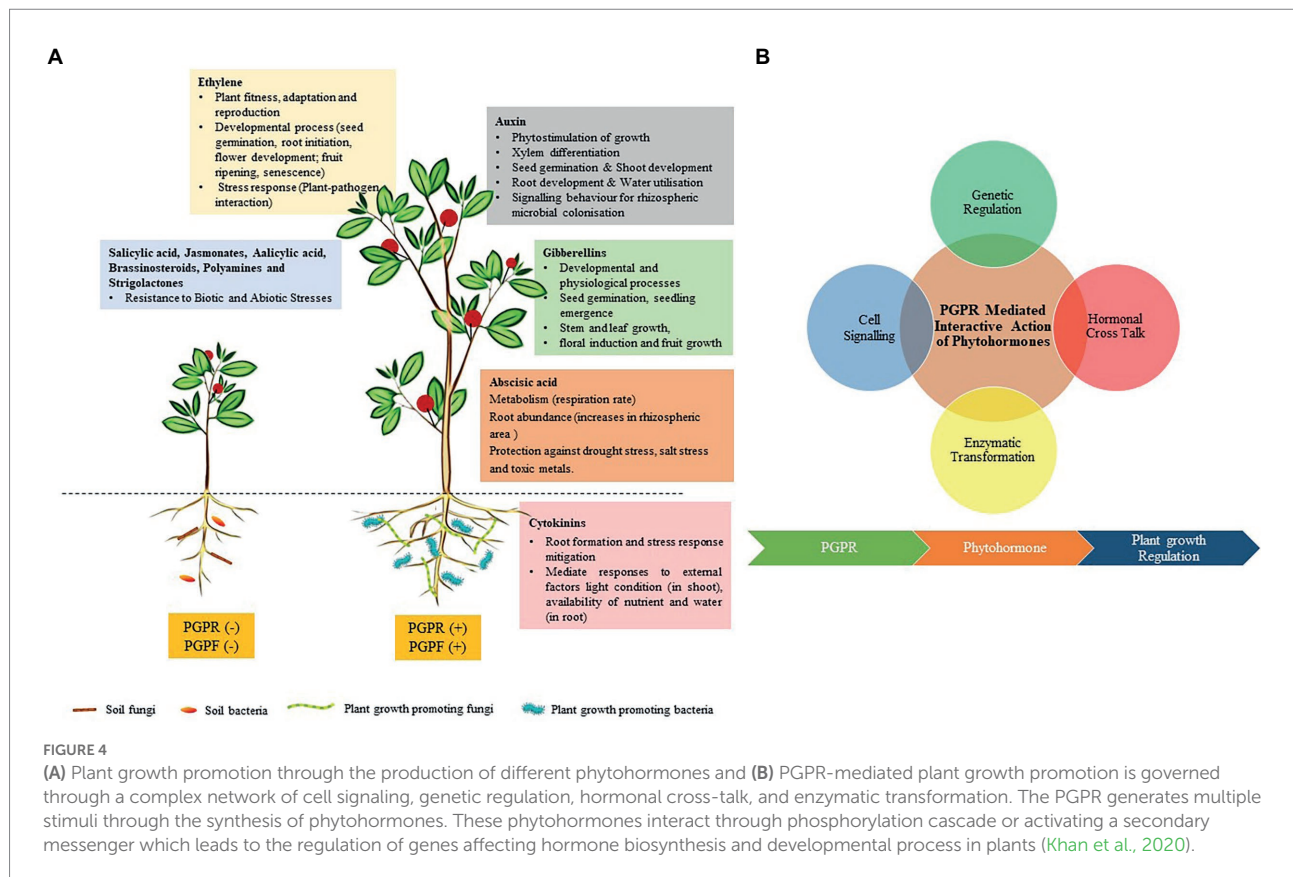 A
Ethylene
• Plant fitness, adaptation and
reproduction
• Developmental process (seed
germination, root initiation,
flower development; fruit
ripening, senescence)
• Stress response (Plant-pathogen
interaction)
Auxin
• Phytostimulation of growth
• Xylem differentiation
• Seed germination & Shoot development
• Root development & Water utilisation
• Signalling behaviour for rhizospheric
microbial colonisation
Salicylic acid, Jasmonates, Aalicylic acid,
Brassinosteroids, Polyamines and
Strigolactones
• Resistance to Biotic and Abiotic Stresses
Gibberellins
• Developmental and
physiological processes
• Seed germination, seedling
emergence
• Stem and leaf growth,
• floral induction and fruit growth
Abscisic acid
Metabolism (respiration rate)
Root abundance (increases in rhizospheric
area )
Protection against drought stress, salt stress
and toxic metals.
Cytokinins
• Root formation and stress response
mitigation
• Mediate responses to external
factors light condition (in shoot),
availability of nutrient and water
(in root)
PGPR (-)
PGPF (-)
PGPR (+)
PGPF (+)
Soil fungi
Soil bacteria
Plant growth promoting fungi
Plant growth promoting bacteria
B
Genetic
Regulation
Cell
Signalling
PGPR Mediated
Interactive Action
of Phytohormones
Hormonal
Cross Talk
Enzymatic
Transformation
PGPR
Phytohormone
Plant growth
Regulation
FIGURE 4
(A) Plant growth promotion through the production of different phytohormones and (B) PGPR-mediated plant growth promotion is governed
through a complex network of cell signaling, genetic regulation, hormonal cross-talk, and enzymatic transformation. The PGPR generates multiple
stimuli through the synthesis of phytohormones. These phytohormones interact through phosphorylation cascade or activating a secondary
messenger which leads to the regulation of genes affecting hormone biosynthesis and developmental process in plants (Khan et al., 2020).